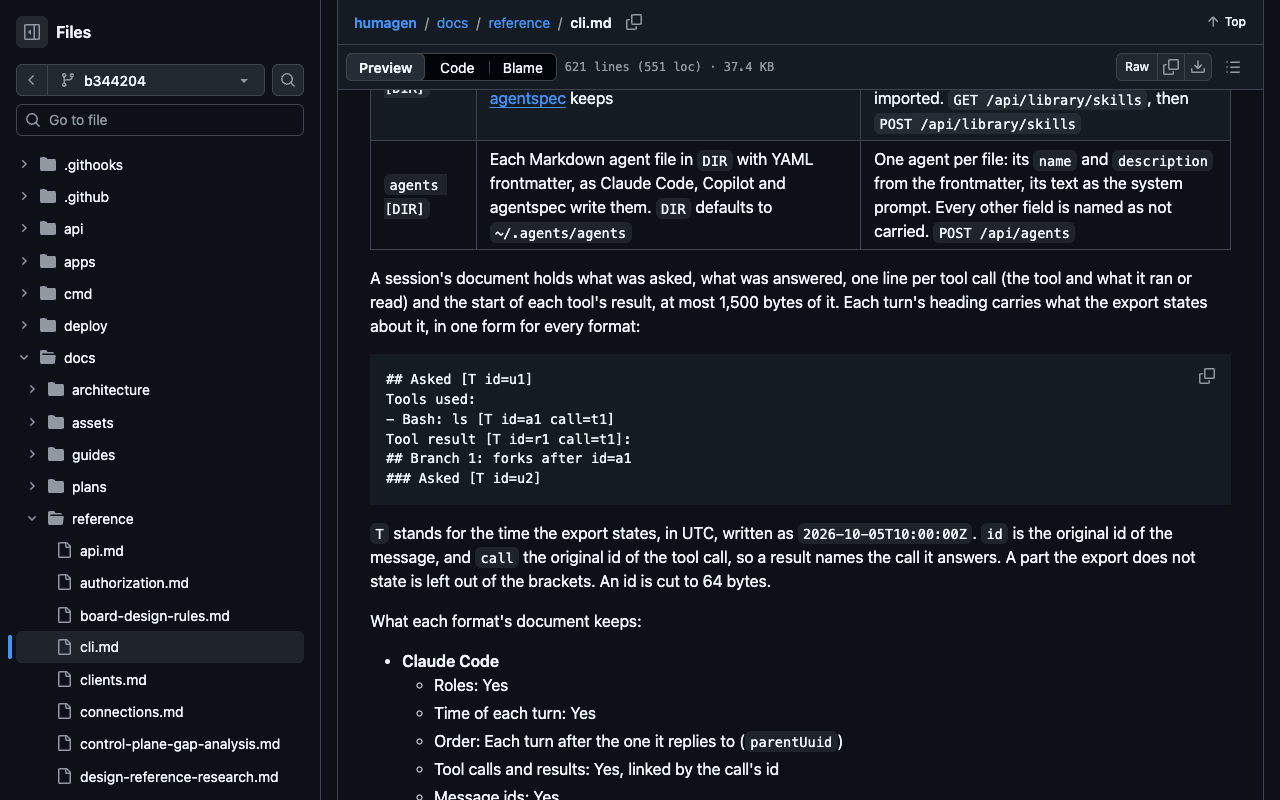 Files
humagen / docs / reference / cli.md
Top
b344204
Preview Code Blame 621 lines (551 loc) · 37.4 KB
Raw
Go to file
.githooks
.github
api
apps
cmd
deploy
docs
architecture
assets
guides
plans
reference
api.md
authorization.md
board-design-rules.md
cli.md
clients.md
connections.md
control-plane-gap-analysis.md
design-reference-research.md
[DIR]
agentspec keeps
imported. GET /api/library/skills , then
POST /api/library/skills
agents
[DIR]
Each Markdown agent file in DIR with YAML
frontmatter, as Claude Code, Copilot and
agentspec write them. DIR defaults to
~/.agents/agents
One agent per file: its name and description
from the frontmatter, its text as the system
prompt. Every other field is named as not
carried. POST /api/agents
A session's document holds what was asked, what was answered, one line per tool call (the tool and what it ran or
read) and the start of each tool's result, at most 1,500 bytes of it. Each turn's heading carries what the export states
about it, in one form for every format:
## Asked [T id=u1]
Tools used:
- Bash: ls [T id=a1 call=t1]
Tool result [T id=r1 call=t1]:
## Branch 1: forks after id=a1
### Asked [T id=u2]
T stands for the time the export states, in UTC, written as 2026-10-05T10:00:00Z . id is the original id of the
message, and call the original id of the tool call, so a result names the call it answers. A part the export does not
state is left out of the brackets. An id is cut to 64 bytes.
What each format's document keeps:
• Claude Code
◦ Roles: Yes
◦ Time of each turn: Yes
◦ Order: Each turn after the one it replies to ( parentUuid )
◦ Tool calls and results: Yes, linked by the call's id
◦ Message ids: Yes